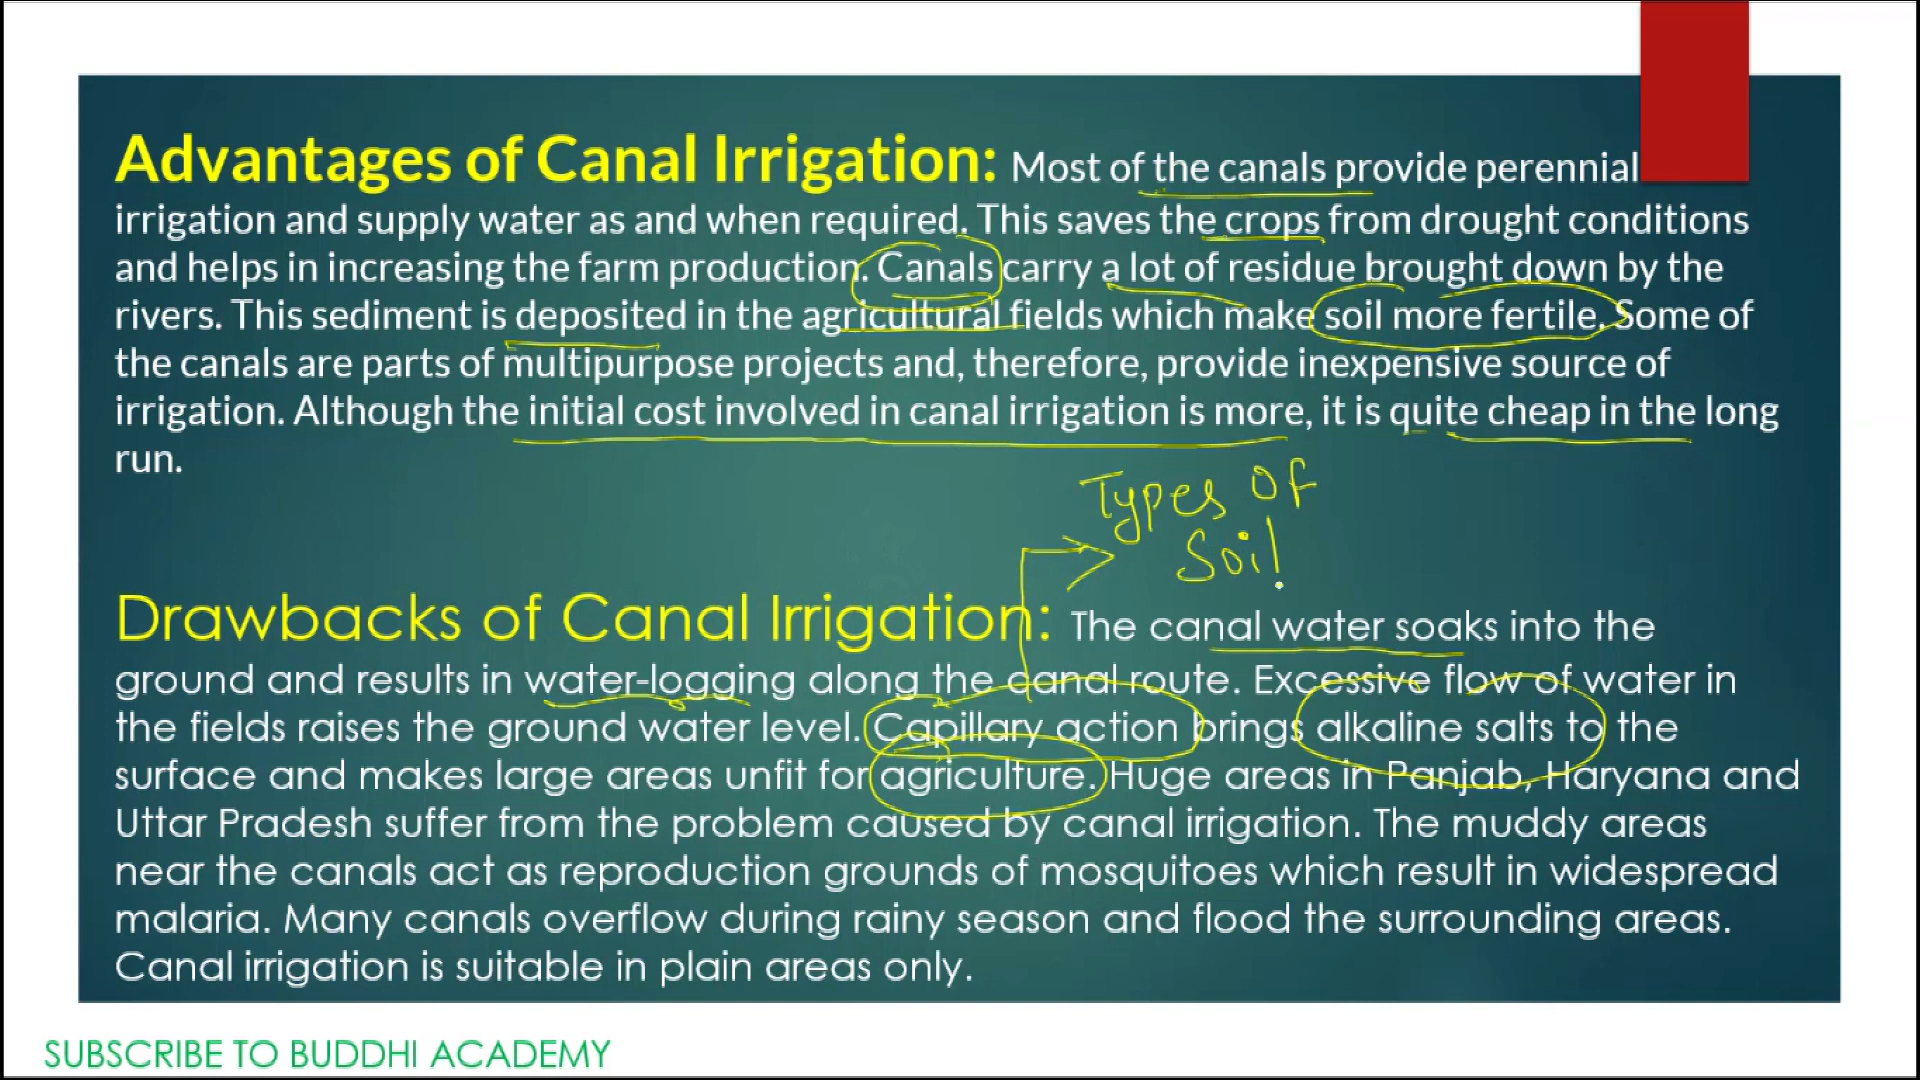 Advantages of Canal Irrigation: Most of the canals provide perennial
irrigation and supply water as and when required. This saves the crops from drought conditions
and helps in increasing the farm production. Canals carry a lot of residue brought down by the
rivers. This sediment is deposited in the agricultural fields which make soil more fertile. Some of
the canals are parts of multipurpose projects and, therefore, provide inexpensive source of
irrigation. Although the initial cost involved in canal irrigation is more, it is quite cheap in the long
run.
Types of
Soil
Drawbacks of Canal Irrigation: The canal water soaks into the
ground and results in water-logging along the canal route. Excessive flow of water in
the fields raises the ground water level. Capillary action brings alkaline salts to the
surface and makes large areas unfit for agriculture. Huge areas in Panjab, Haryana and
Uttar Pradesh suffer from the problem caused by canal irrigation. The muddy areas
near the canals act as reproduction grounds of mosquitoes which result in widespread
malaria. Many canals overflow during rainy season and flood the surrounding areas.
Canal irrigation is suitable in plain areas only.
SUBSCRIBE TO BUDDHI ACADEMY